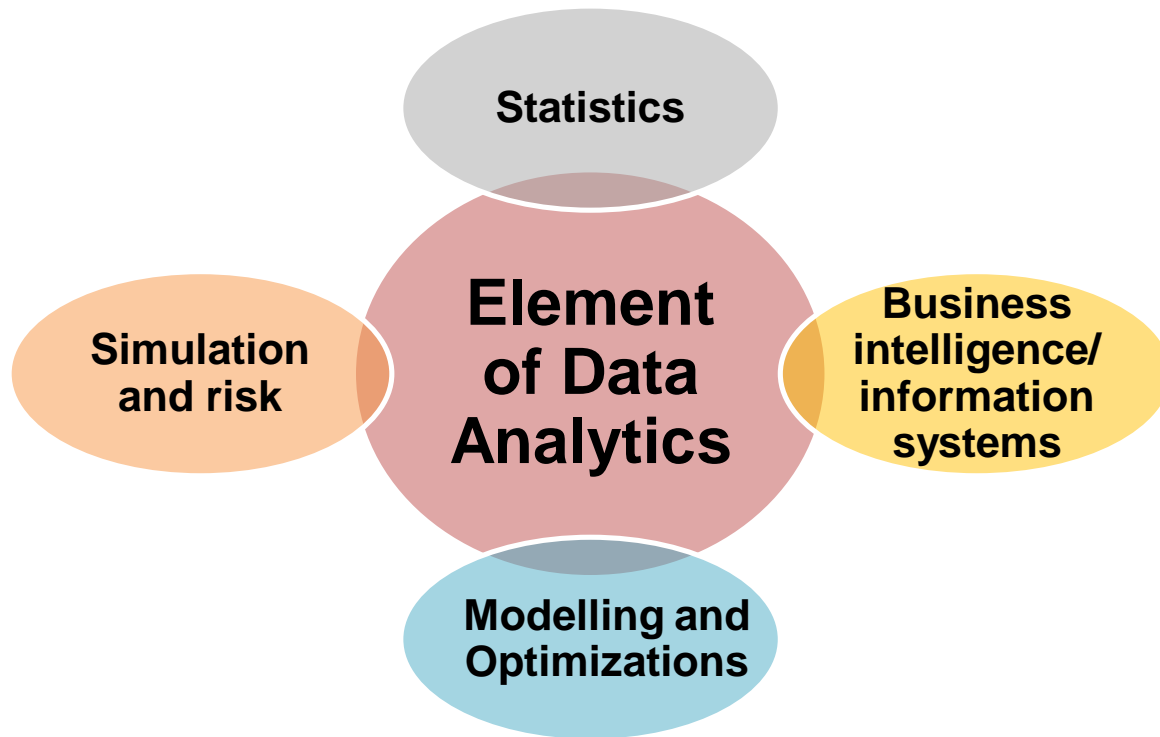 Statistics
Element
of Data
Analytics
Simulation
and risk
Business
intelligence/
information
systems
Modelling and
Optimizations